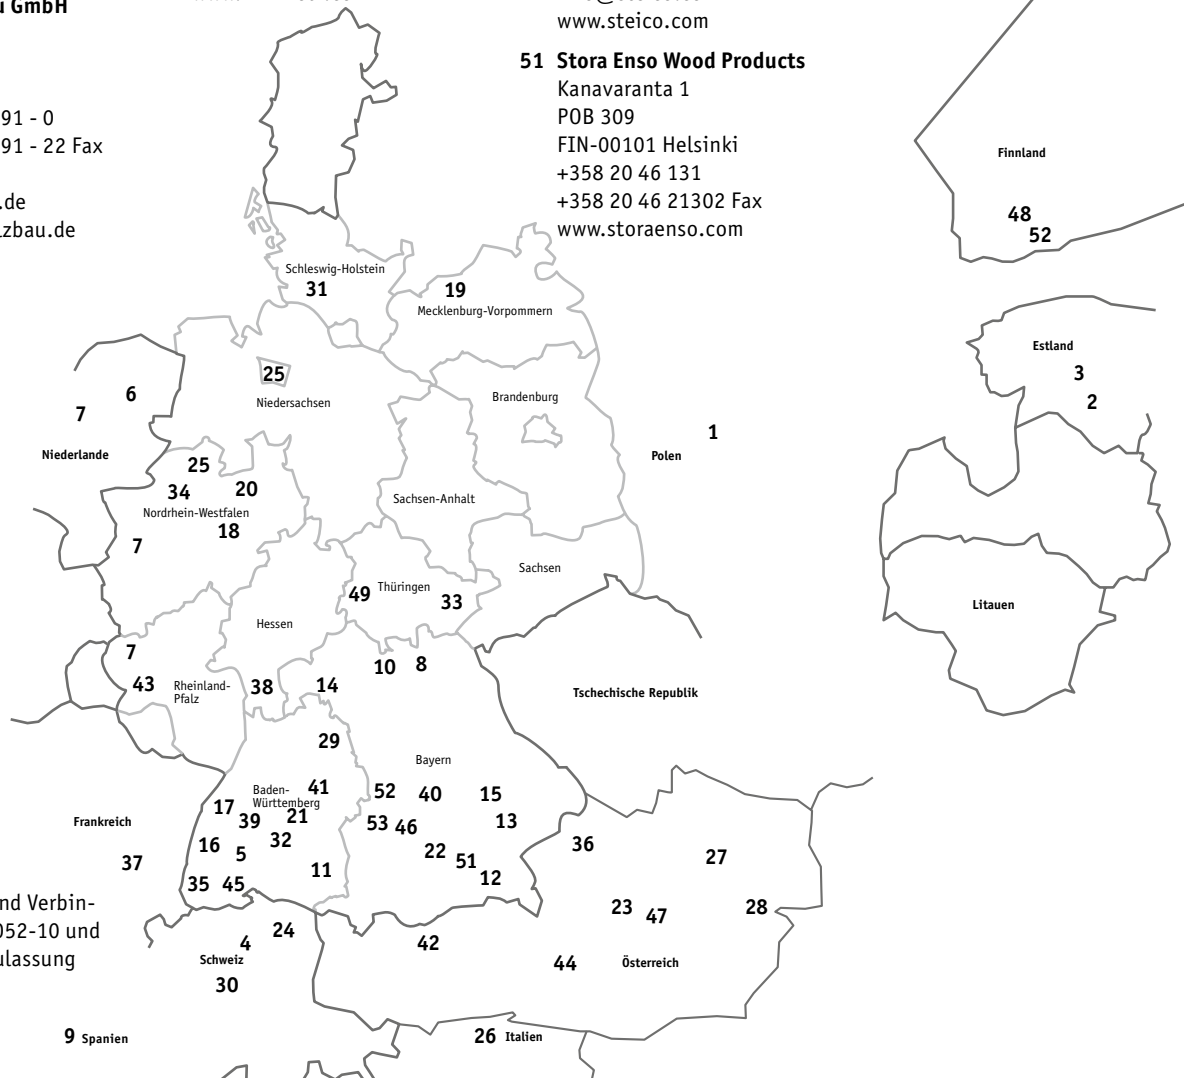 u GmbH
91 - 0
91 - 22 Fax
.de
lzbau.de
www.steico.com
51 Stora Enso Wood Products
Kanavaranta 1
POB 309
FIN-00101 Helsinki
+358 20 46 131
+358 20 46 21302 Fax
www.storaenso.com
Finnland
48
52
Schleswig-Holstein
31
19
Mecklenburg-Vorpommern
Estland
3
2
25
Niedersachsen
6
7
Niederlande
Brandenburg
1
Polen
25
34
20
Nordrhein-Westfalen
18
7
Sachsen-Anhalt
Sachsen
49
Thüringen
33
Litauen
Hessen
7
43
Rheinland-
Pfalz
38
14
10
8
Tschechische Republik
29
Bayern
Baden-
Württemberg
41
17
39
21
16
5
32
11
35
45
52
40
15
53
46
13
22
51
12
Frankreich
37
36
27
23
47
28
nd Verbin-
052-10 und
ulassung
24
4
Schweiz
30
42
44
Österreich
9 Spanien
26 Italien